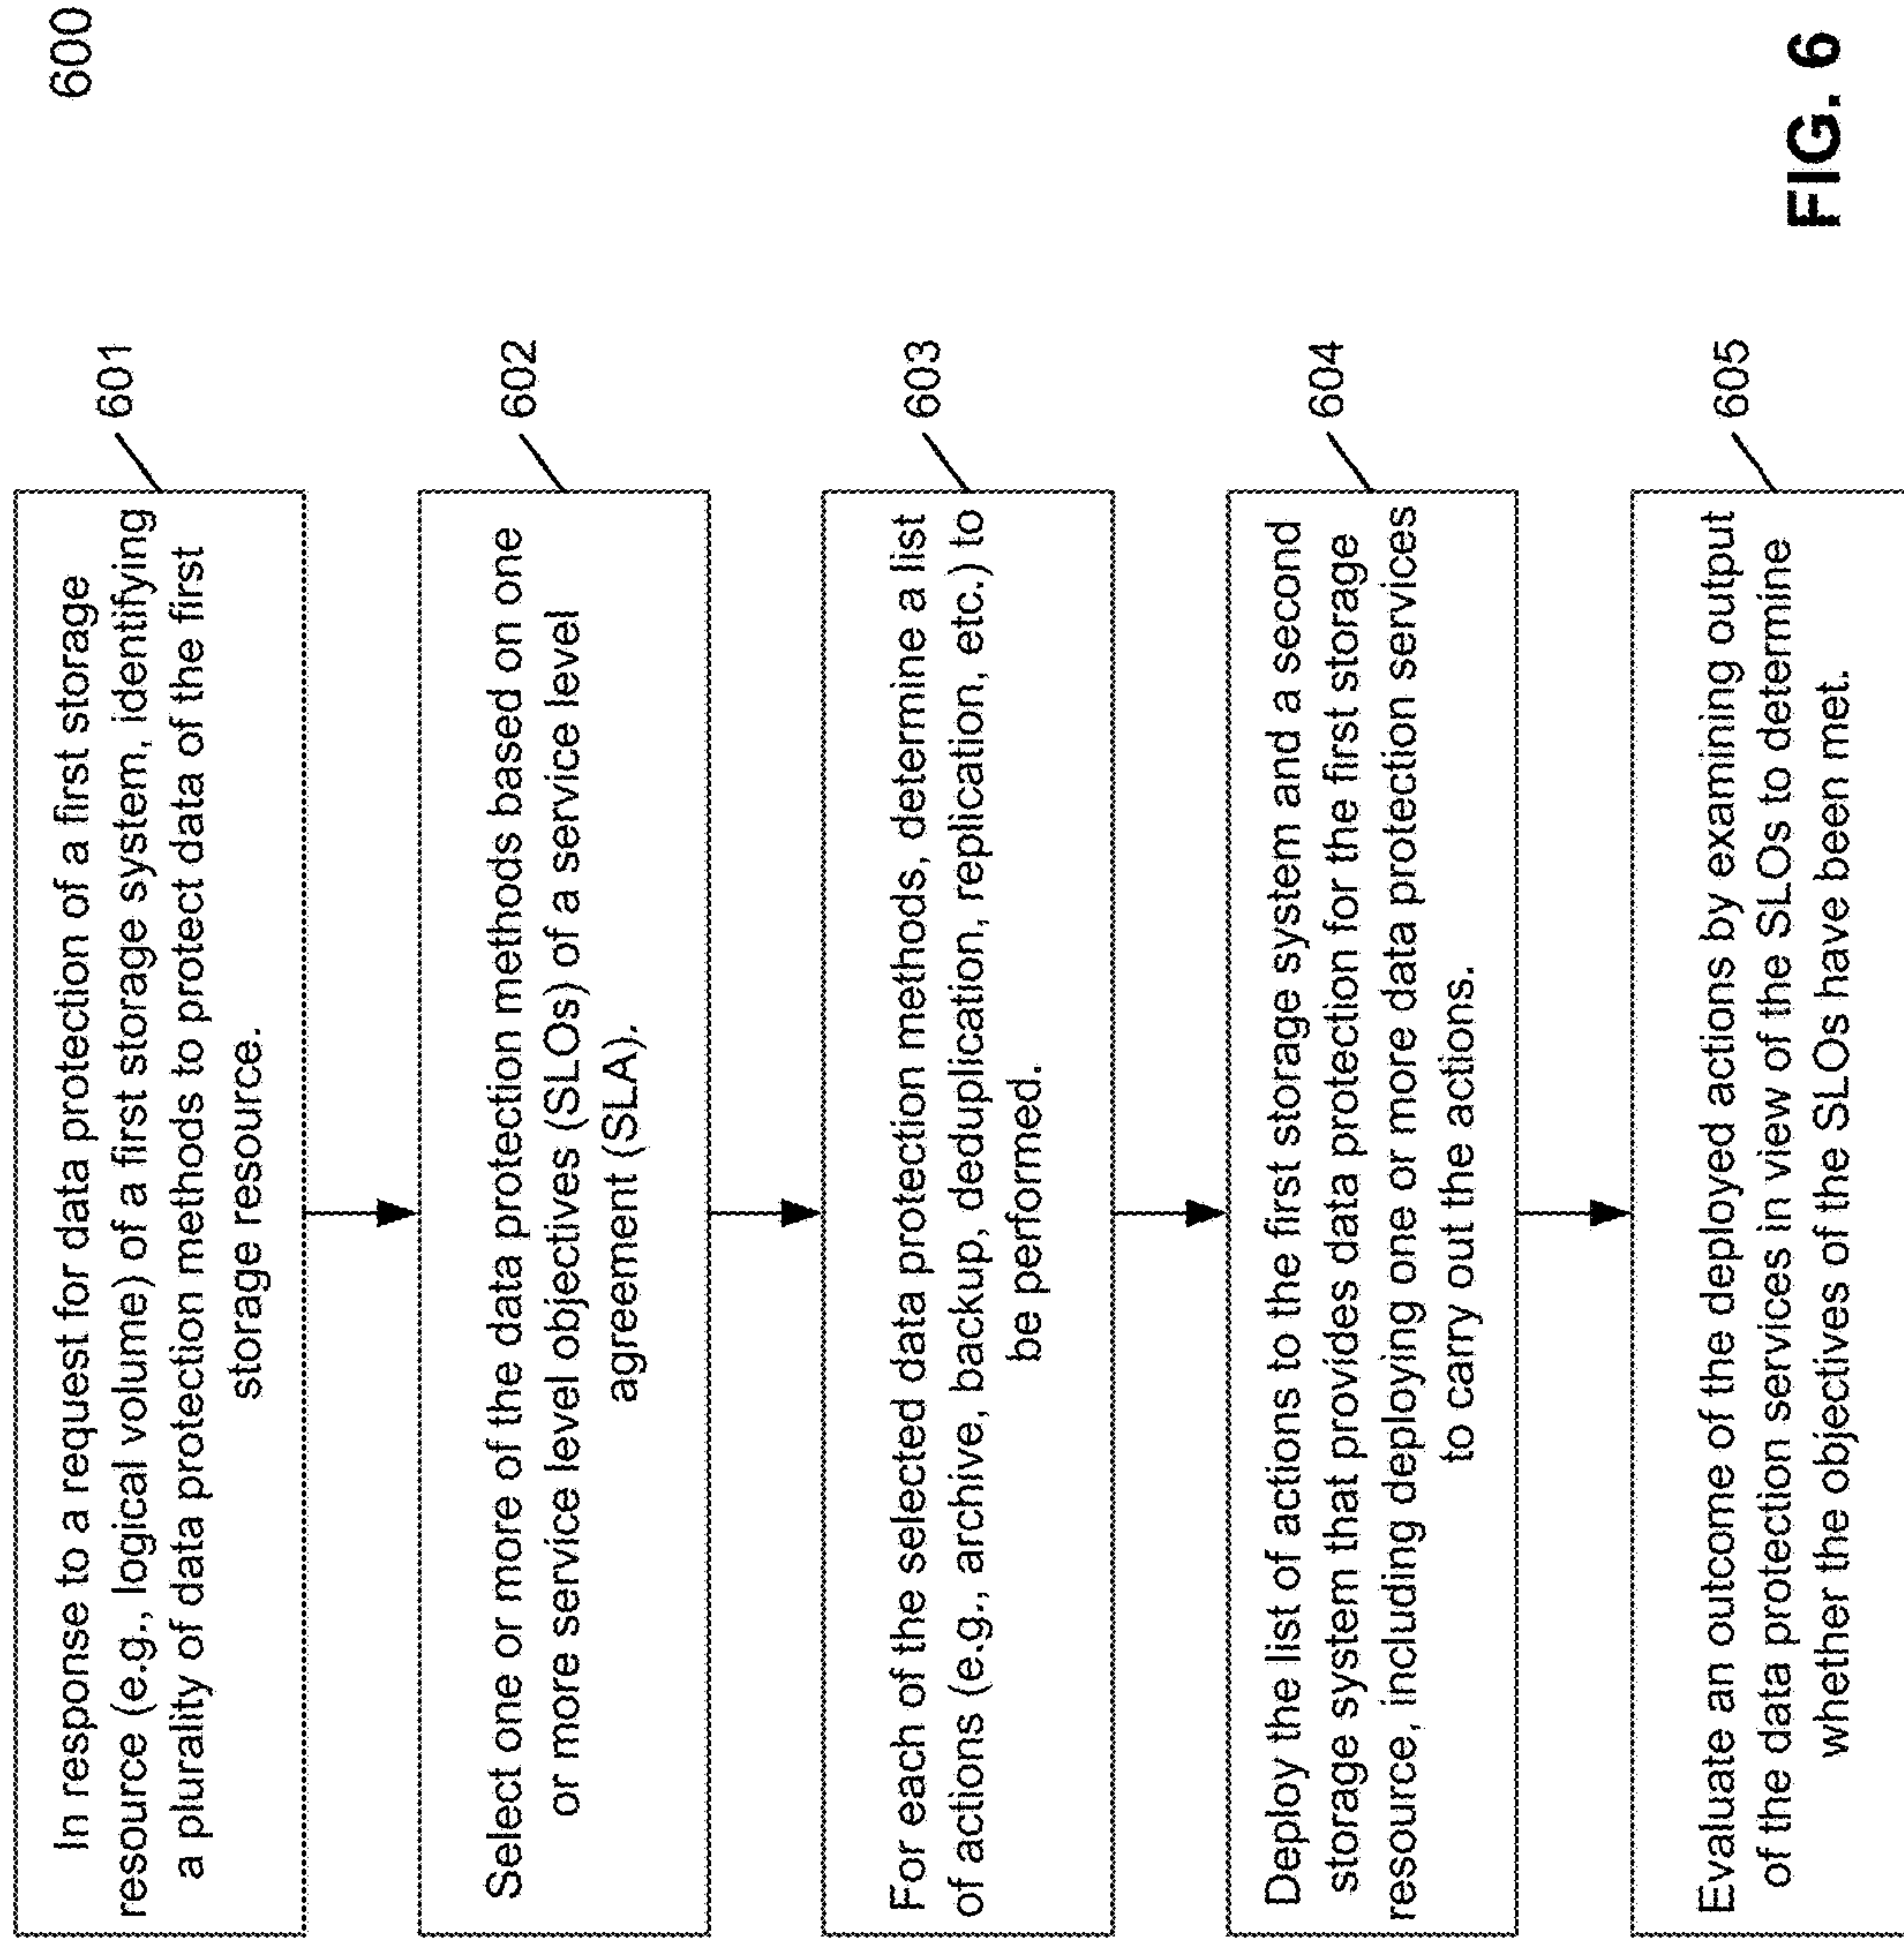 600
In response to a request for data protection of a first storage
resource (e.g., logical volume) of a first storage system, identifying
a plurality of data protection methods to protect data of the first
storage resource.
601
Select one or more of the data protection methods based on one
or more service level objectives (SLOs) of a service level
agreement (SLA).
602
For each of the selected data protection methods, determine a list
of actions (e.g., archive, backup, deduplication, replication, etc.) to
be performed.
603
Deploy the list of actions to the first storage system and a second
storage system that provides data protection for the first storage
resource, including deploying one or more data protection services
to carry out the actions.
604
Evaluate an outcome of the deployed actions by examining output
of the data protection services in view of the SLOs to determine
whether the objectives of the SLOs have been met.
605
FIG. 6